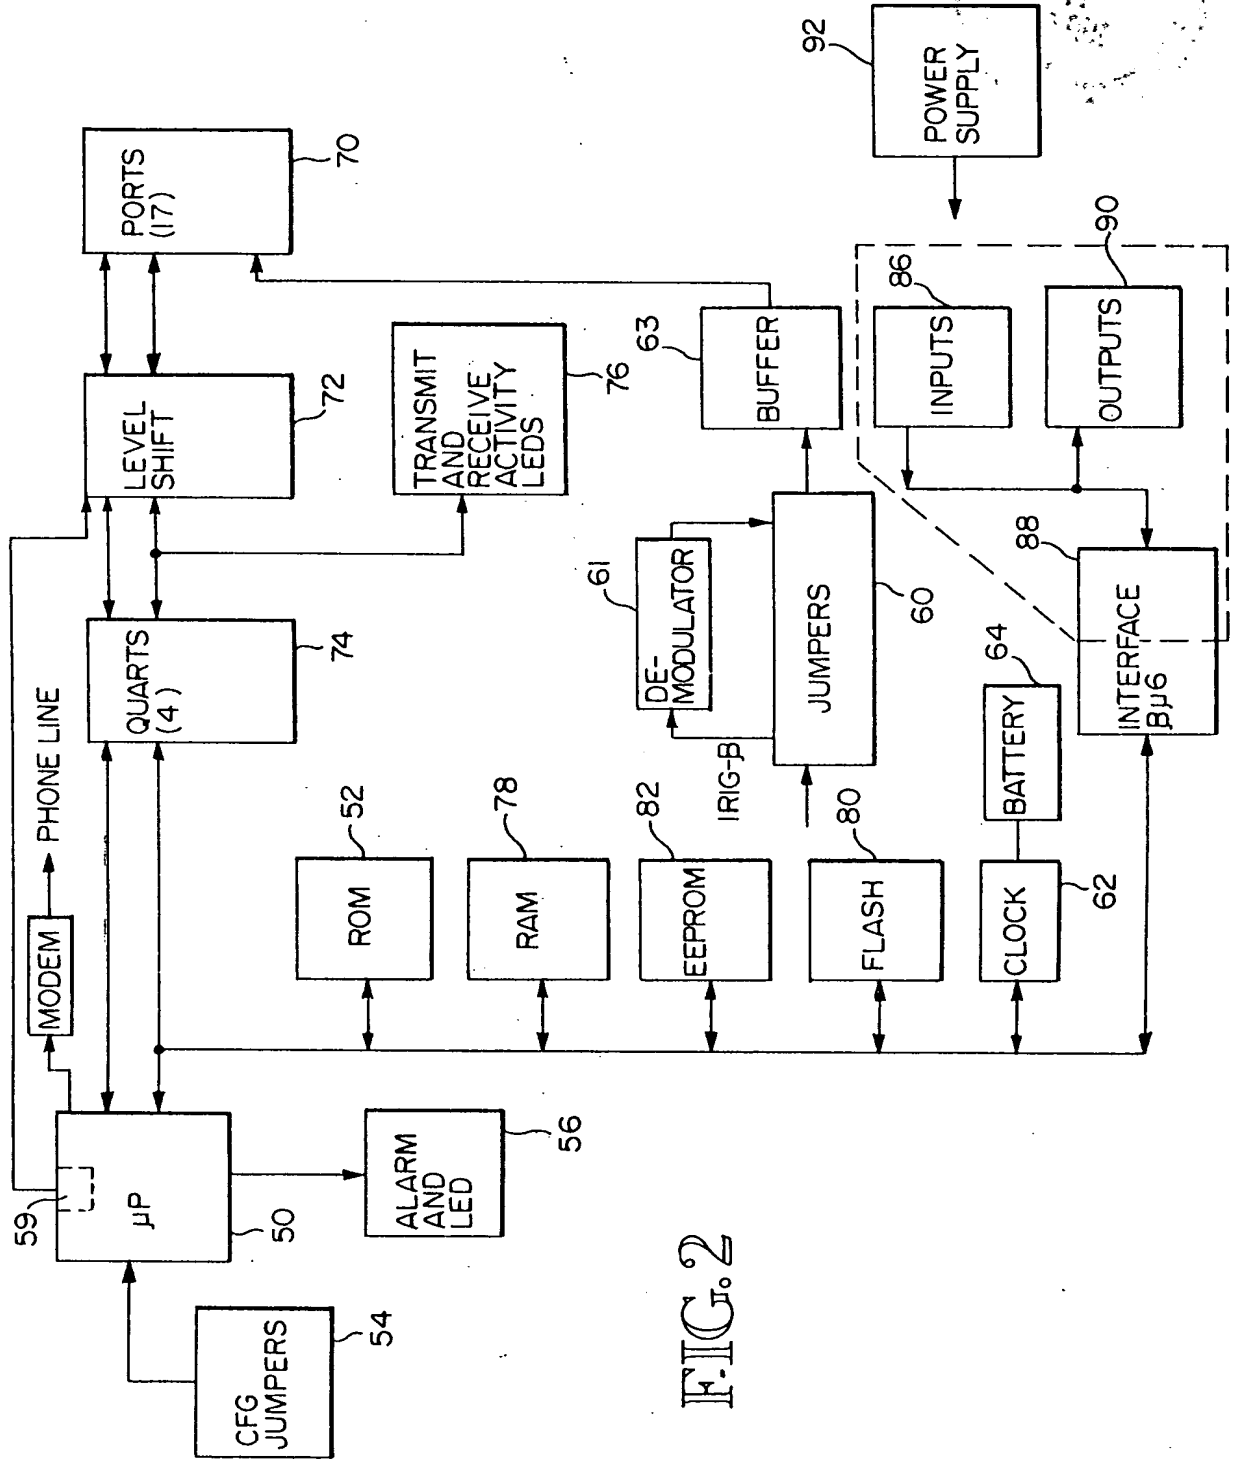 59
µP
50
CFG
JUMPERS
54
ALARM
AND
LED
56
MODEM
PHONE LINE
QUARTS
(4)
74
LEVEL
SHIFT
72
PORTS
(17)
70
TRANSMIT
AND
RECEIVE
ACTIVITY
LEDS
76
ROM
52
RAM
78
EEPROM
82
FLASH
80
CLOCK
62
BATTERY
64
IRIG-β
DE-
MODULATOR
61
JUMPERS
60
BUFFER
63
INPUTS
86
OUTPUTS
90
INTERFACE
Bµ6
88
POWER
SUPPLY
92
FIG.2